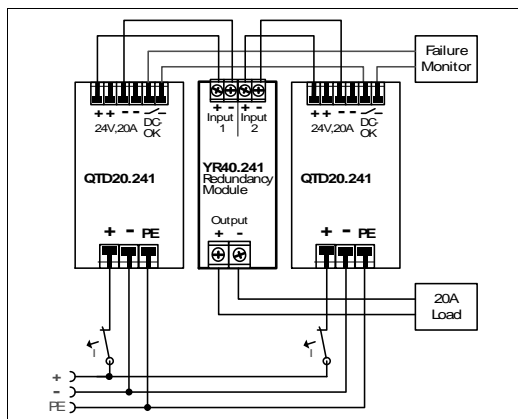 Failure
Monitor
+ + - -
24V,20A
DC-
OK
QTD20.241
+ - PE
+ - + -
Input Input
1 2
YR40.241
Redundancy
Module
Output
+ -
+ + - -
24V,20A
DC-
OK
QTD20.241
+ - PE
20A
Load
I
I
+
-
PE